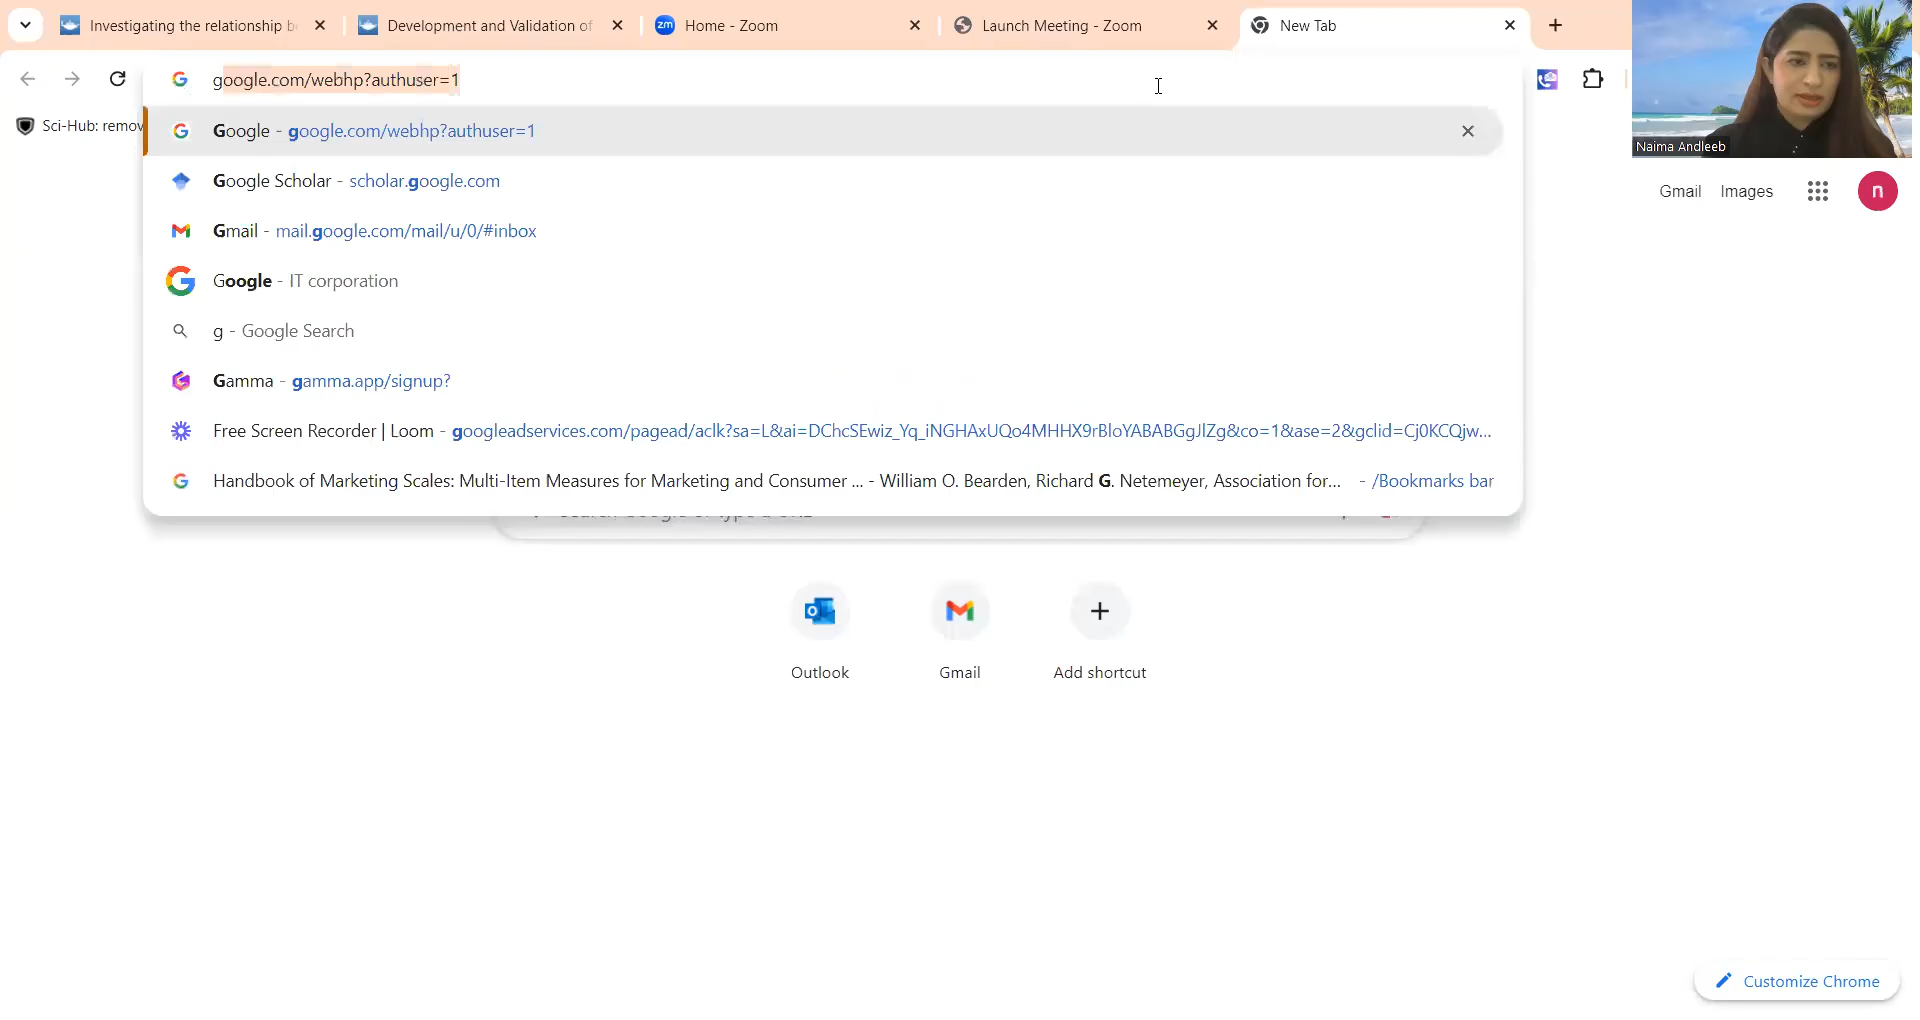 Investigating the relationship b
Development and Validation of
zm Home - Zoom
Launch Meeting - Zoom
New Tab
google.com/webhp?authuser=1
Sci-Hub: remov
Google - google.com/webhp?authuser=1
Google Scholar - scholar.google.com
Gmail - mail.google.com/mail/u/0/#inbox
Google - IT corporation
g - Google Search
Gamma - gamma.app/signup?
Free Screen Recorder | Loom - googleadservices.com/pagead/aclk?sa=L&ai=DChcSEwiz_Yq_iNGHAxUQo4MHHX9rBloYABABGgJlZg&co=1&ase=2&gclid=Cj0KCQjw...
Handbook of Marketing Scales: Multi-Item Measures for Marketing and Consumer ... - William O. Bearden, Richard G. Netemeyer, Association for... - /Bookmarks bar
Naima Andleeb
Gmail Images
n
Outlook
Gmail
Add shortcut
Customize Chrome